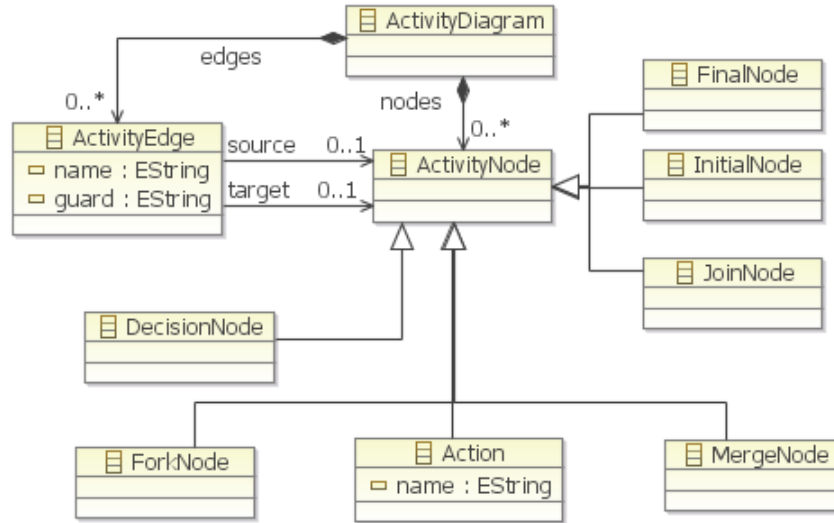 ActivityDiagram
edges
nodes
0..*
0..*
FinalNode
ActivityEdge
name : EString
guard : EString
source 0..1
target 0..1
ActivityNode
InitialNode
JoinNode
DecisionNode
ForkNode
Action
name : EString
MergeNode